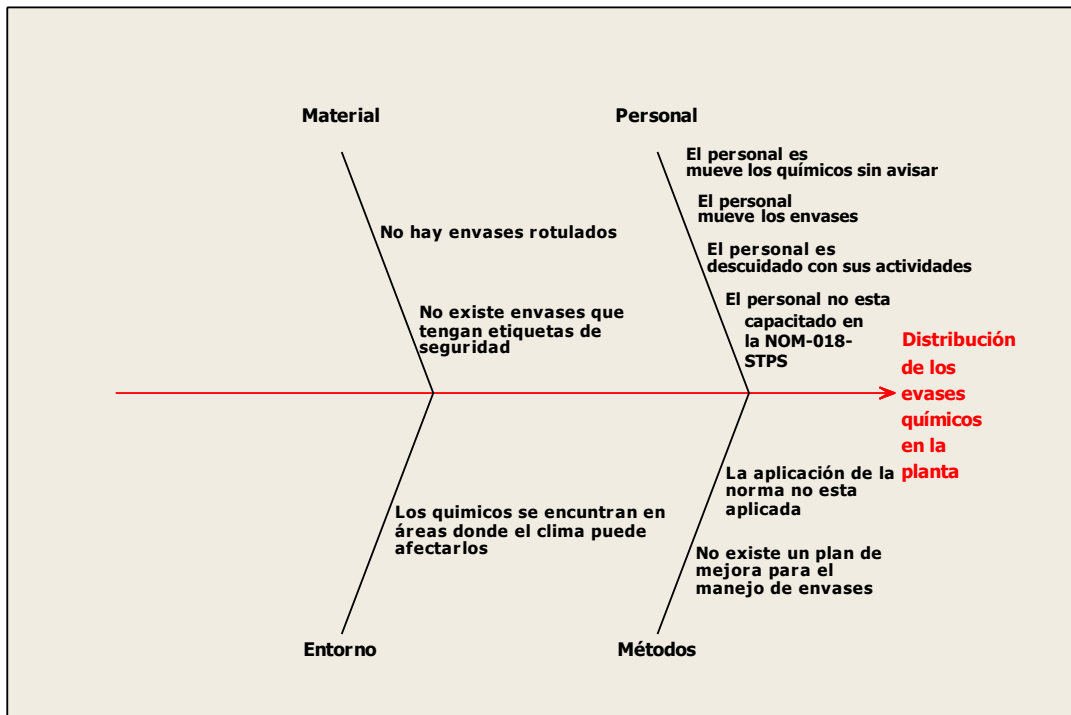 Material
Personal
El personal es
mueve los químicos sin avisar
El personal
mueve los envases
No hay envases rotulados
El personal es
descuidado con sus actividades
No existe envases que
tengan etiquetas de
seguridad
El personal no esta
capacitado en
la NOM-018-
STPS
Distribución
de los
evases
químicos
en la
planta
La aplicación de la
norma no esta
aplicada
Los quimicos se encuntran en
áreas donde el clima puede
afectarlos
No existe un plan de
mejora para el
manejo de envases
Entorno
Métodos